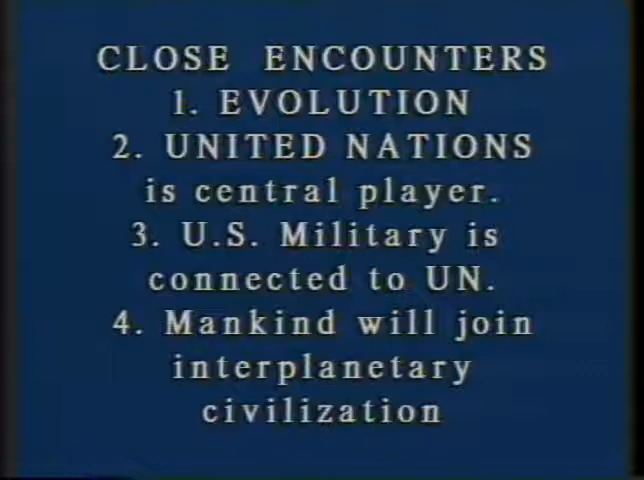 CLOSE ENCOUNTERS
1. EVOLUTION
2. UNITED NATIONS
is central player.
3. U.S. Military is
connected to UN.
4. Mankind will join
interplanetary
civilization